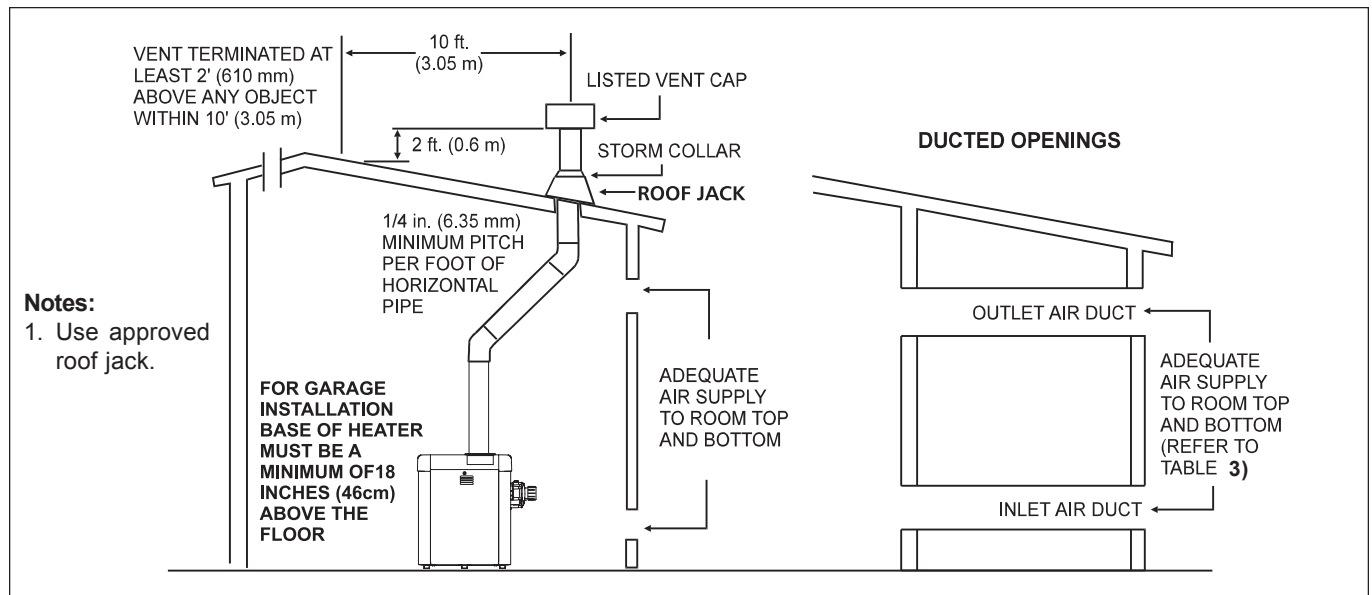 VENT TERMINATED AT
LEAST 2' (610 mm)
ABOVE ANY OBJECT
WITHIN 10' (3.05 m)
10 ft.
(3.05 m)
LISTED VENT CAP
2 ft. (0.6 m)
STORM COLLAR
ROOF JACK
DUCTED OPENINGS
1/4 in. (6.35 mm)
MINIMUM PITCH
PER FOOT OF
HORIZONTAL
PIPE
Notes:
1. Use approved
roof jack.
FOR GARAGE
INSTALLATION
BASE OF HEATER
MUST BE A
MINIMUM OF18
INCHES (46cm)
ABOVE THE
FLOOR
ADEQUATE
AIR SUPPLY
TO ROOM TOP
AND BOTTOM
OUTLET AIR DUCT
ADEQUATE
AIR SUPPLY
TO ROOM TOP
AND BOTTOM
(REFER TO
TABLE 3)
INLET AIR DUCT